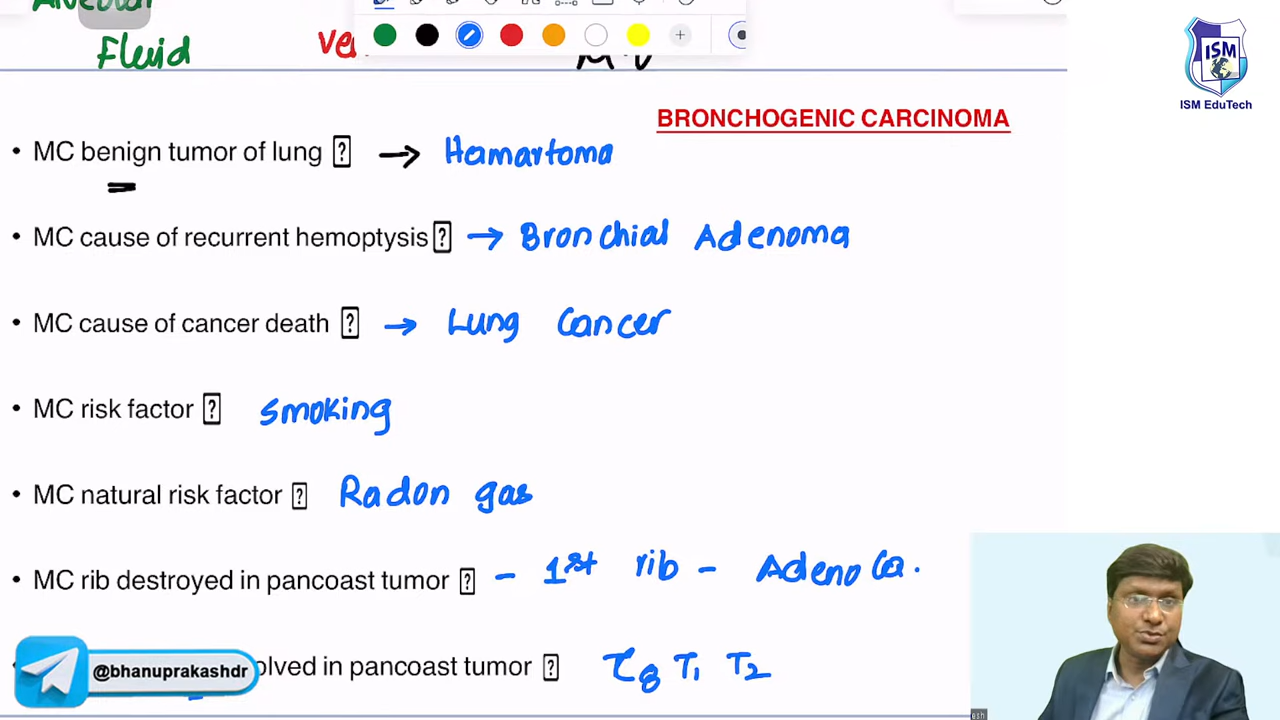 Fluid
ISM
ISM EduTech
BRONCHOGENIC CARCINOMA
• MC benign tumor of lung → Hamartoma
• MC cause of recurrent hemoptysis → Bronchial Adenoma
• MC cause of cancer death → Lung Cancer
• MC risk factor Smoking
• MC natural risk factor Radon gas
• MC rib destroyed in pancoast tumor - 1st rib - Adeno Ca.
@bhanuprakashdr
olved in pancoast tumor C8 T1 T2